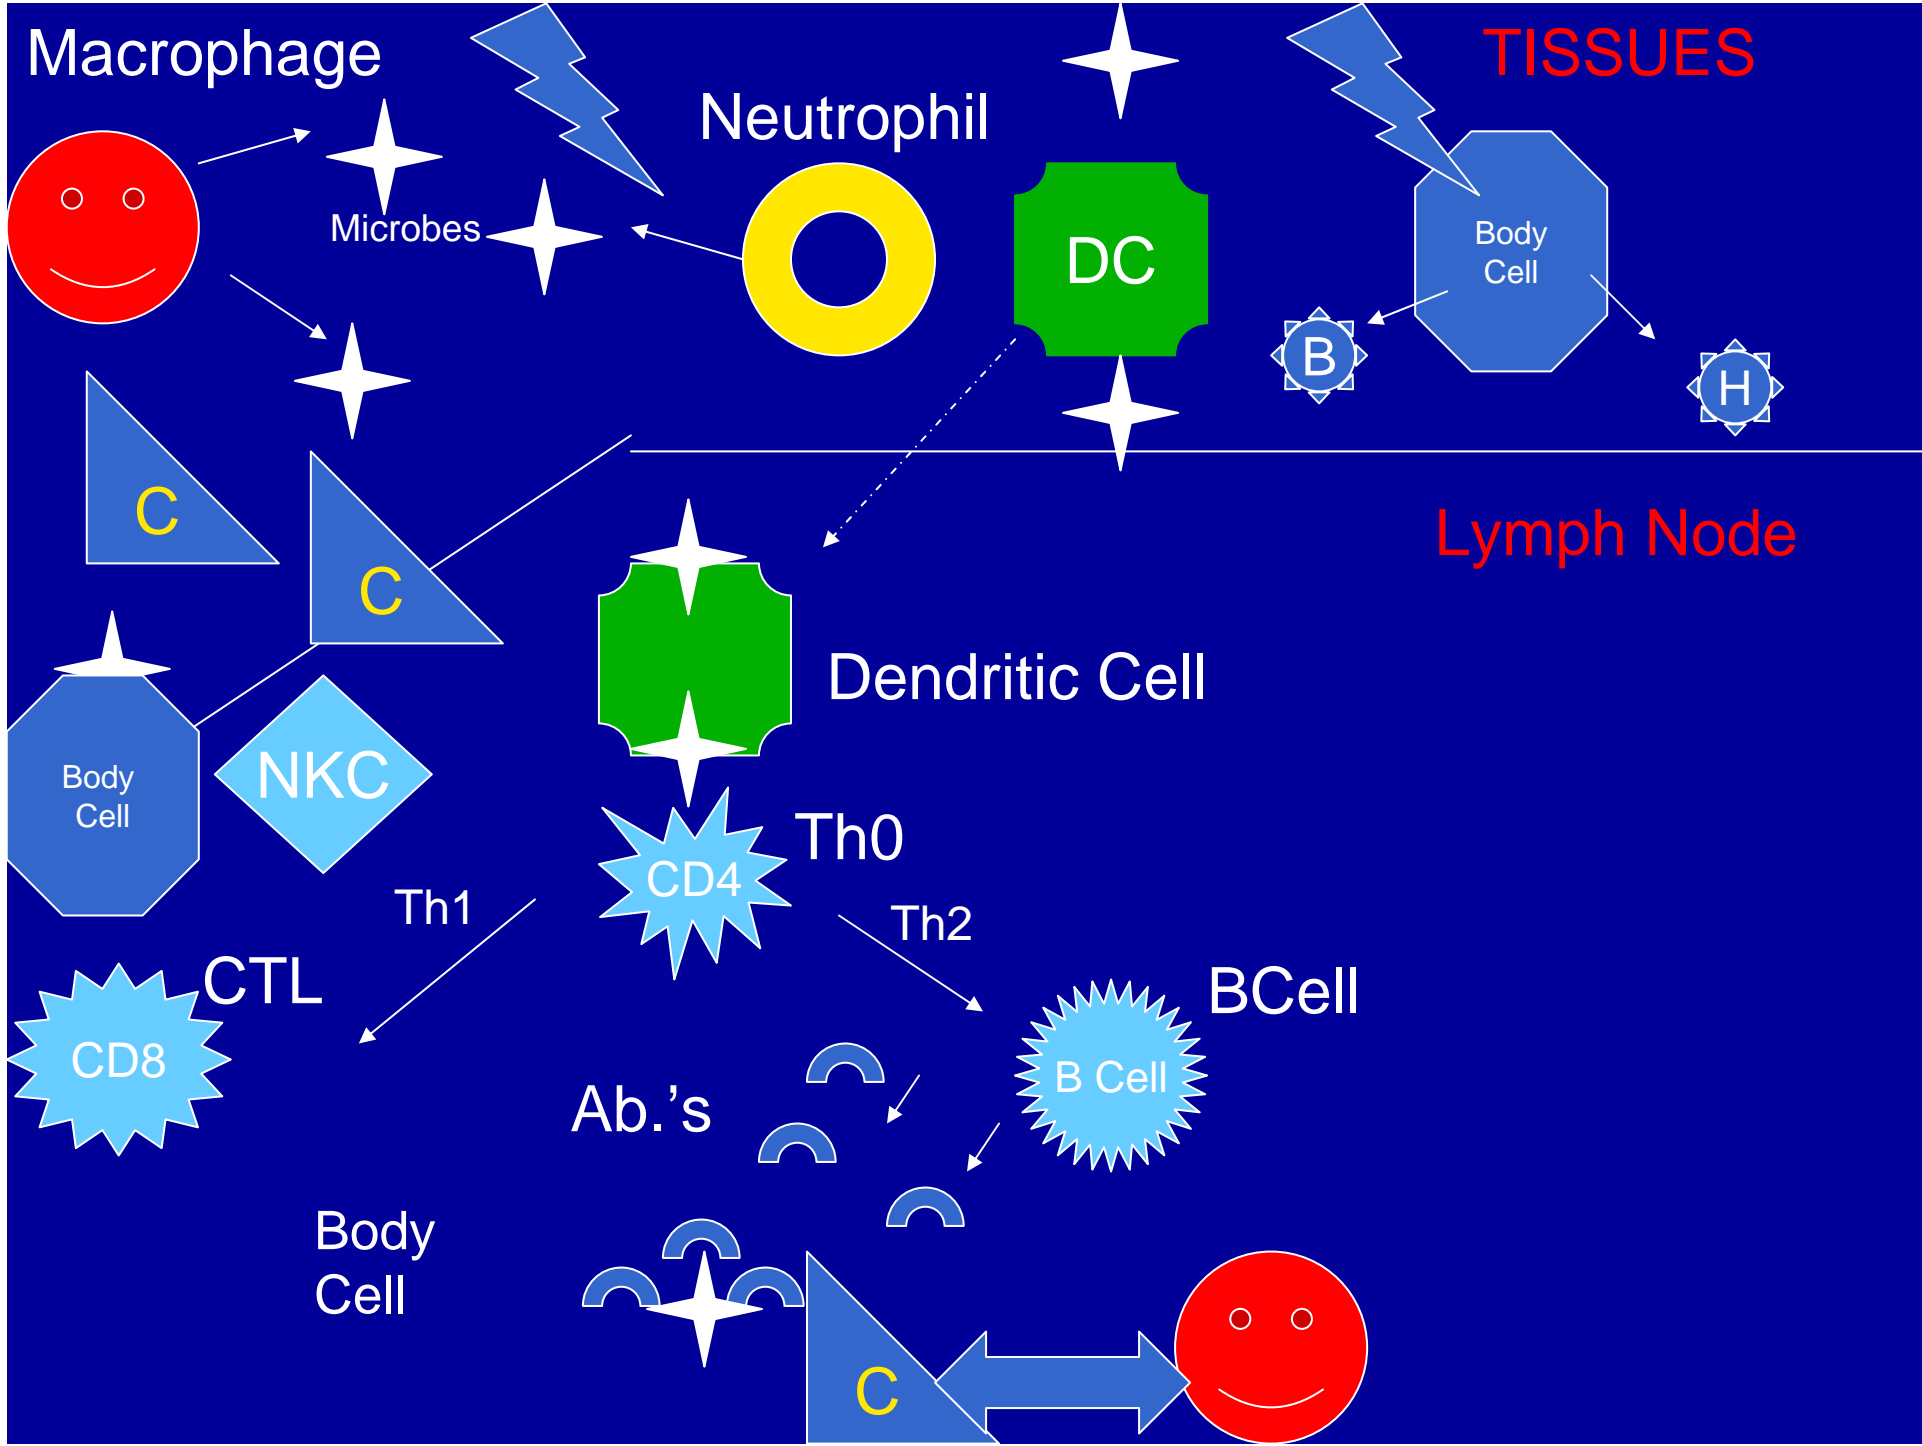 Macrophage
TISSUES
Neutrophil
Microbes
DC
Body
Cell
B
H
C
C
Lymph Node
Dendritic Cell
Body
Cell
NKC
Th0
CD4
Th1
Th2
CTL
CD8
BCell
B Cell
Ab.’s
Body
Cell
C